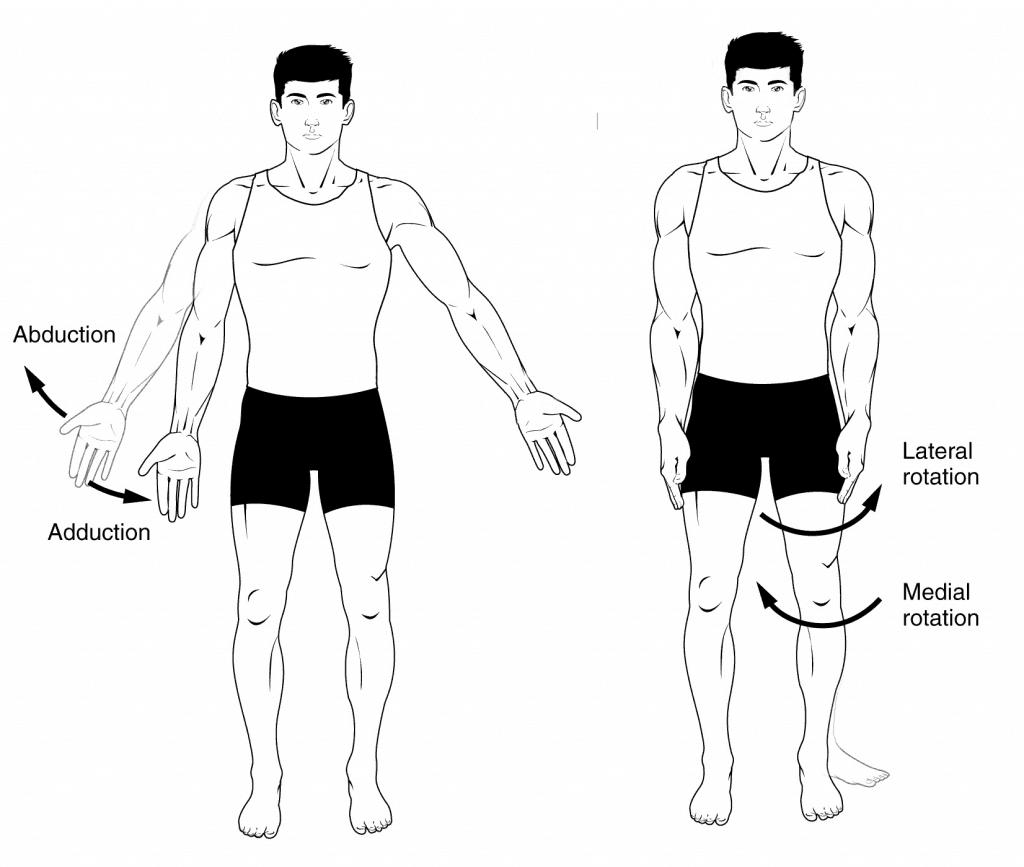 Abduction
Adduction
Lateral
rotation
Medial
rotation